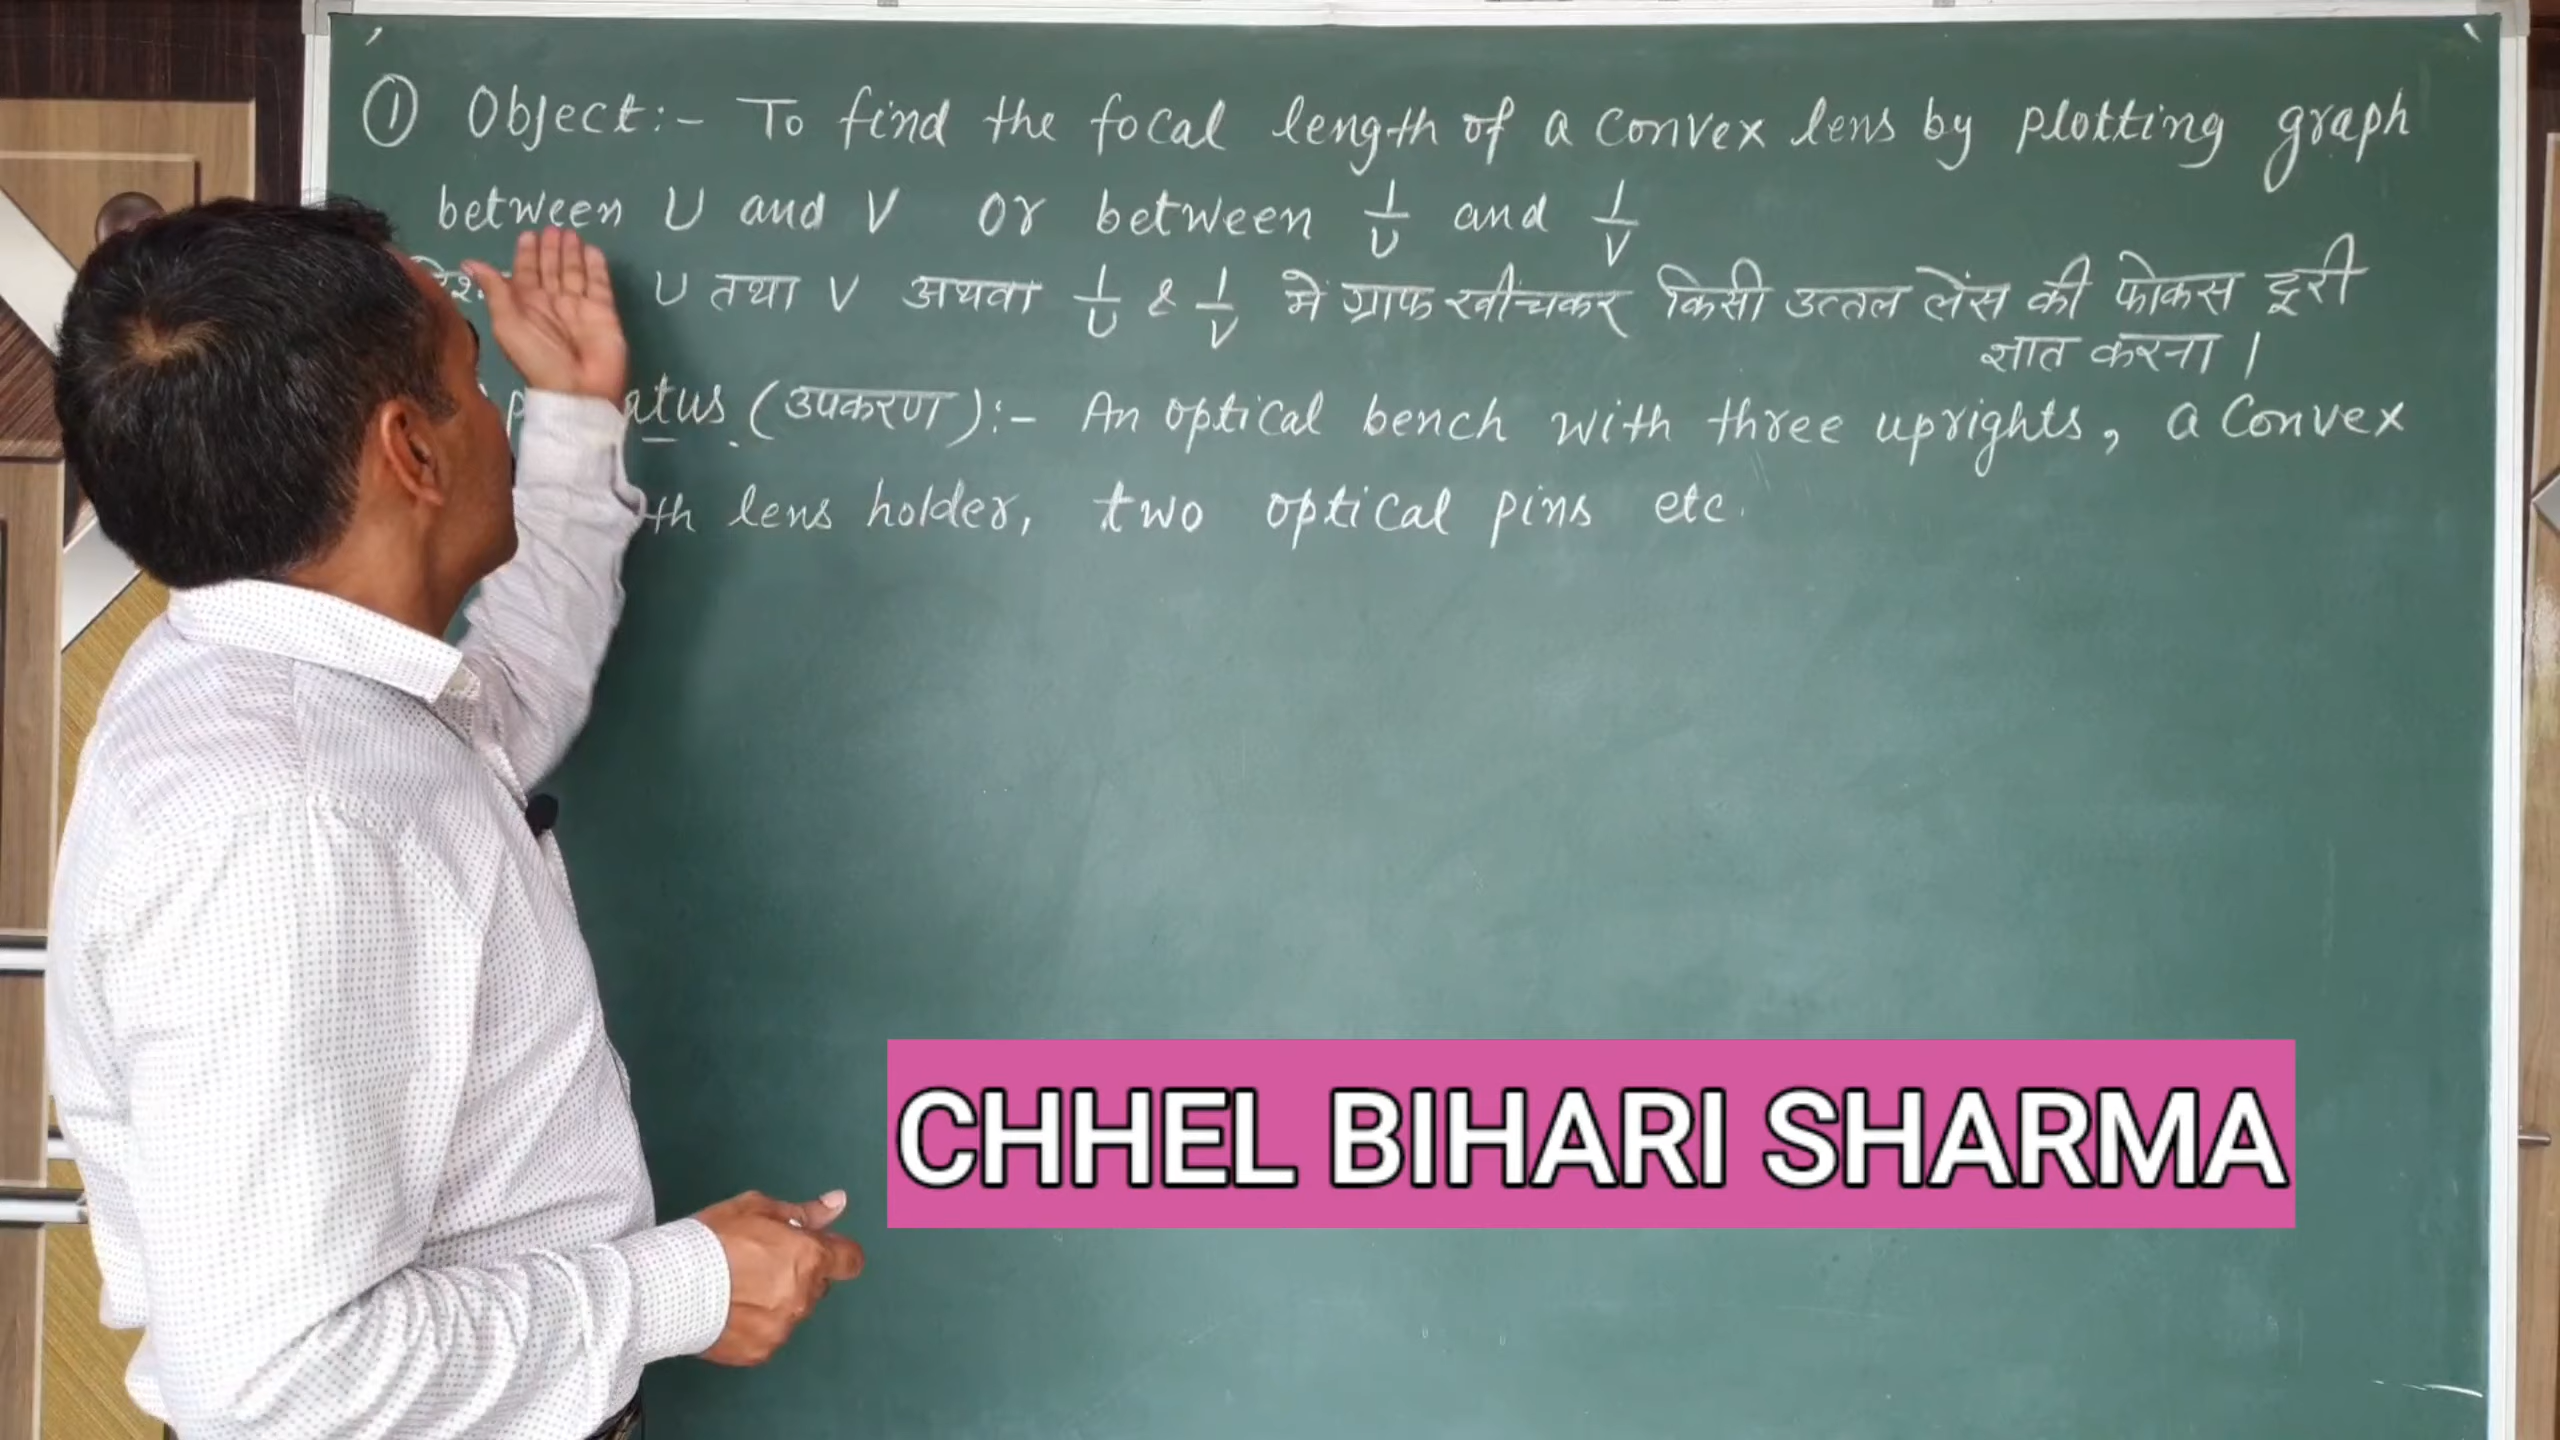 ① Object:- To find the focal length of a convex lens by plotting graph
between U and V or between 1/U and 1/V
U तथा V अथवा 1/U & 1/V में ग्राफ खींचकर किसी उत्तल लेंस की फोकस दूरी
ज्ञात करना।
(उपकरण):- An optical bench with three uprights, a Convex
lens holder, two optical pins etc.
CHHEL BIHARI SHARMA